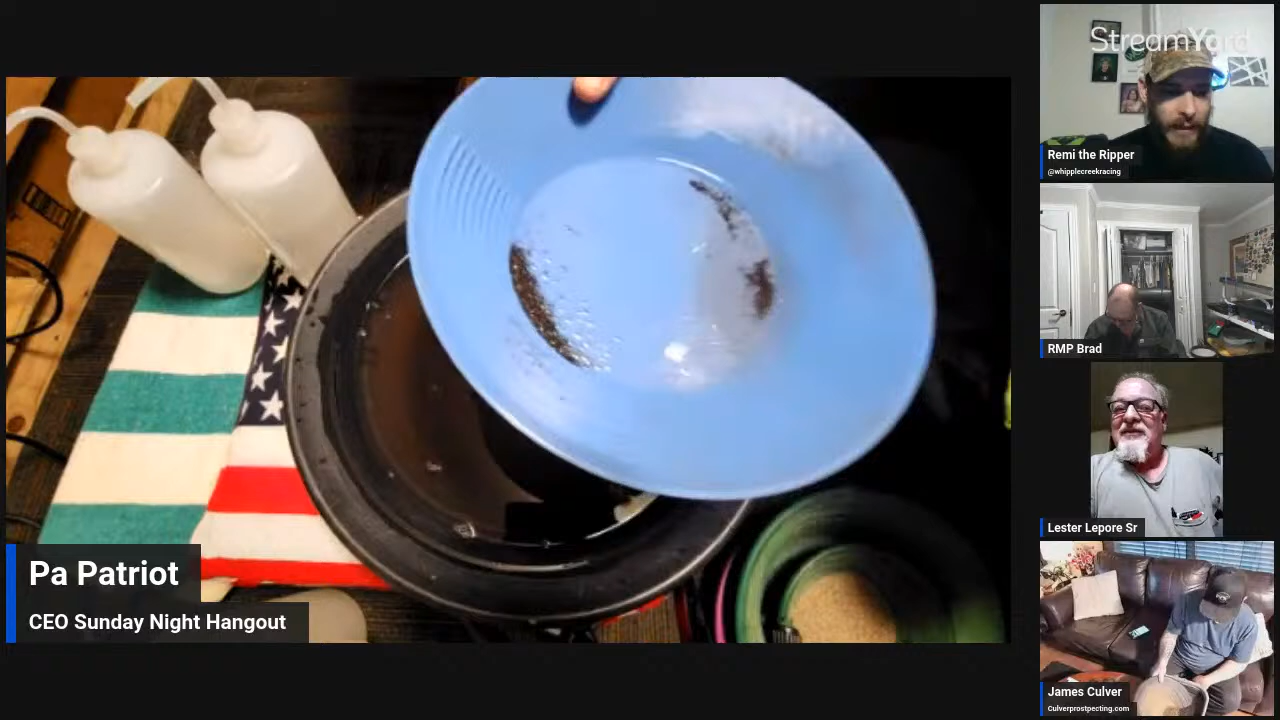 Pa Patriot
CEO Sunday Night Hangout
StreamYard
Remi the Ripper
@whipplecreekracing
RMP Brad
Lester Lepore Sr
James Culver
Culverprostpecting.com